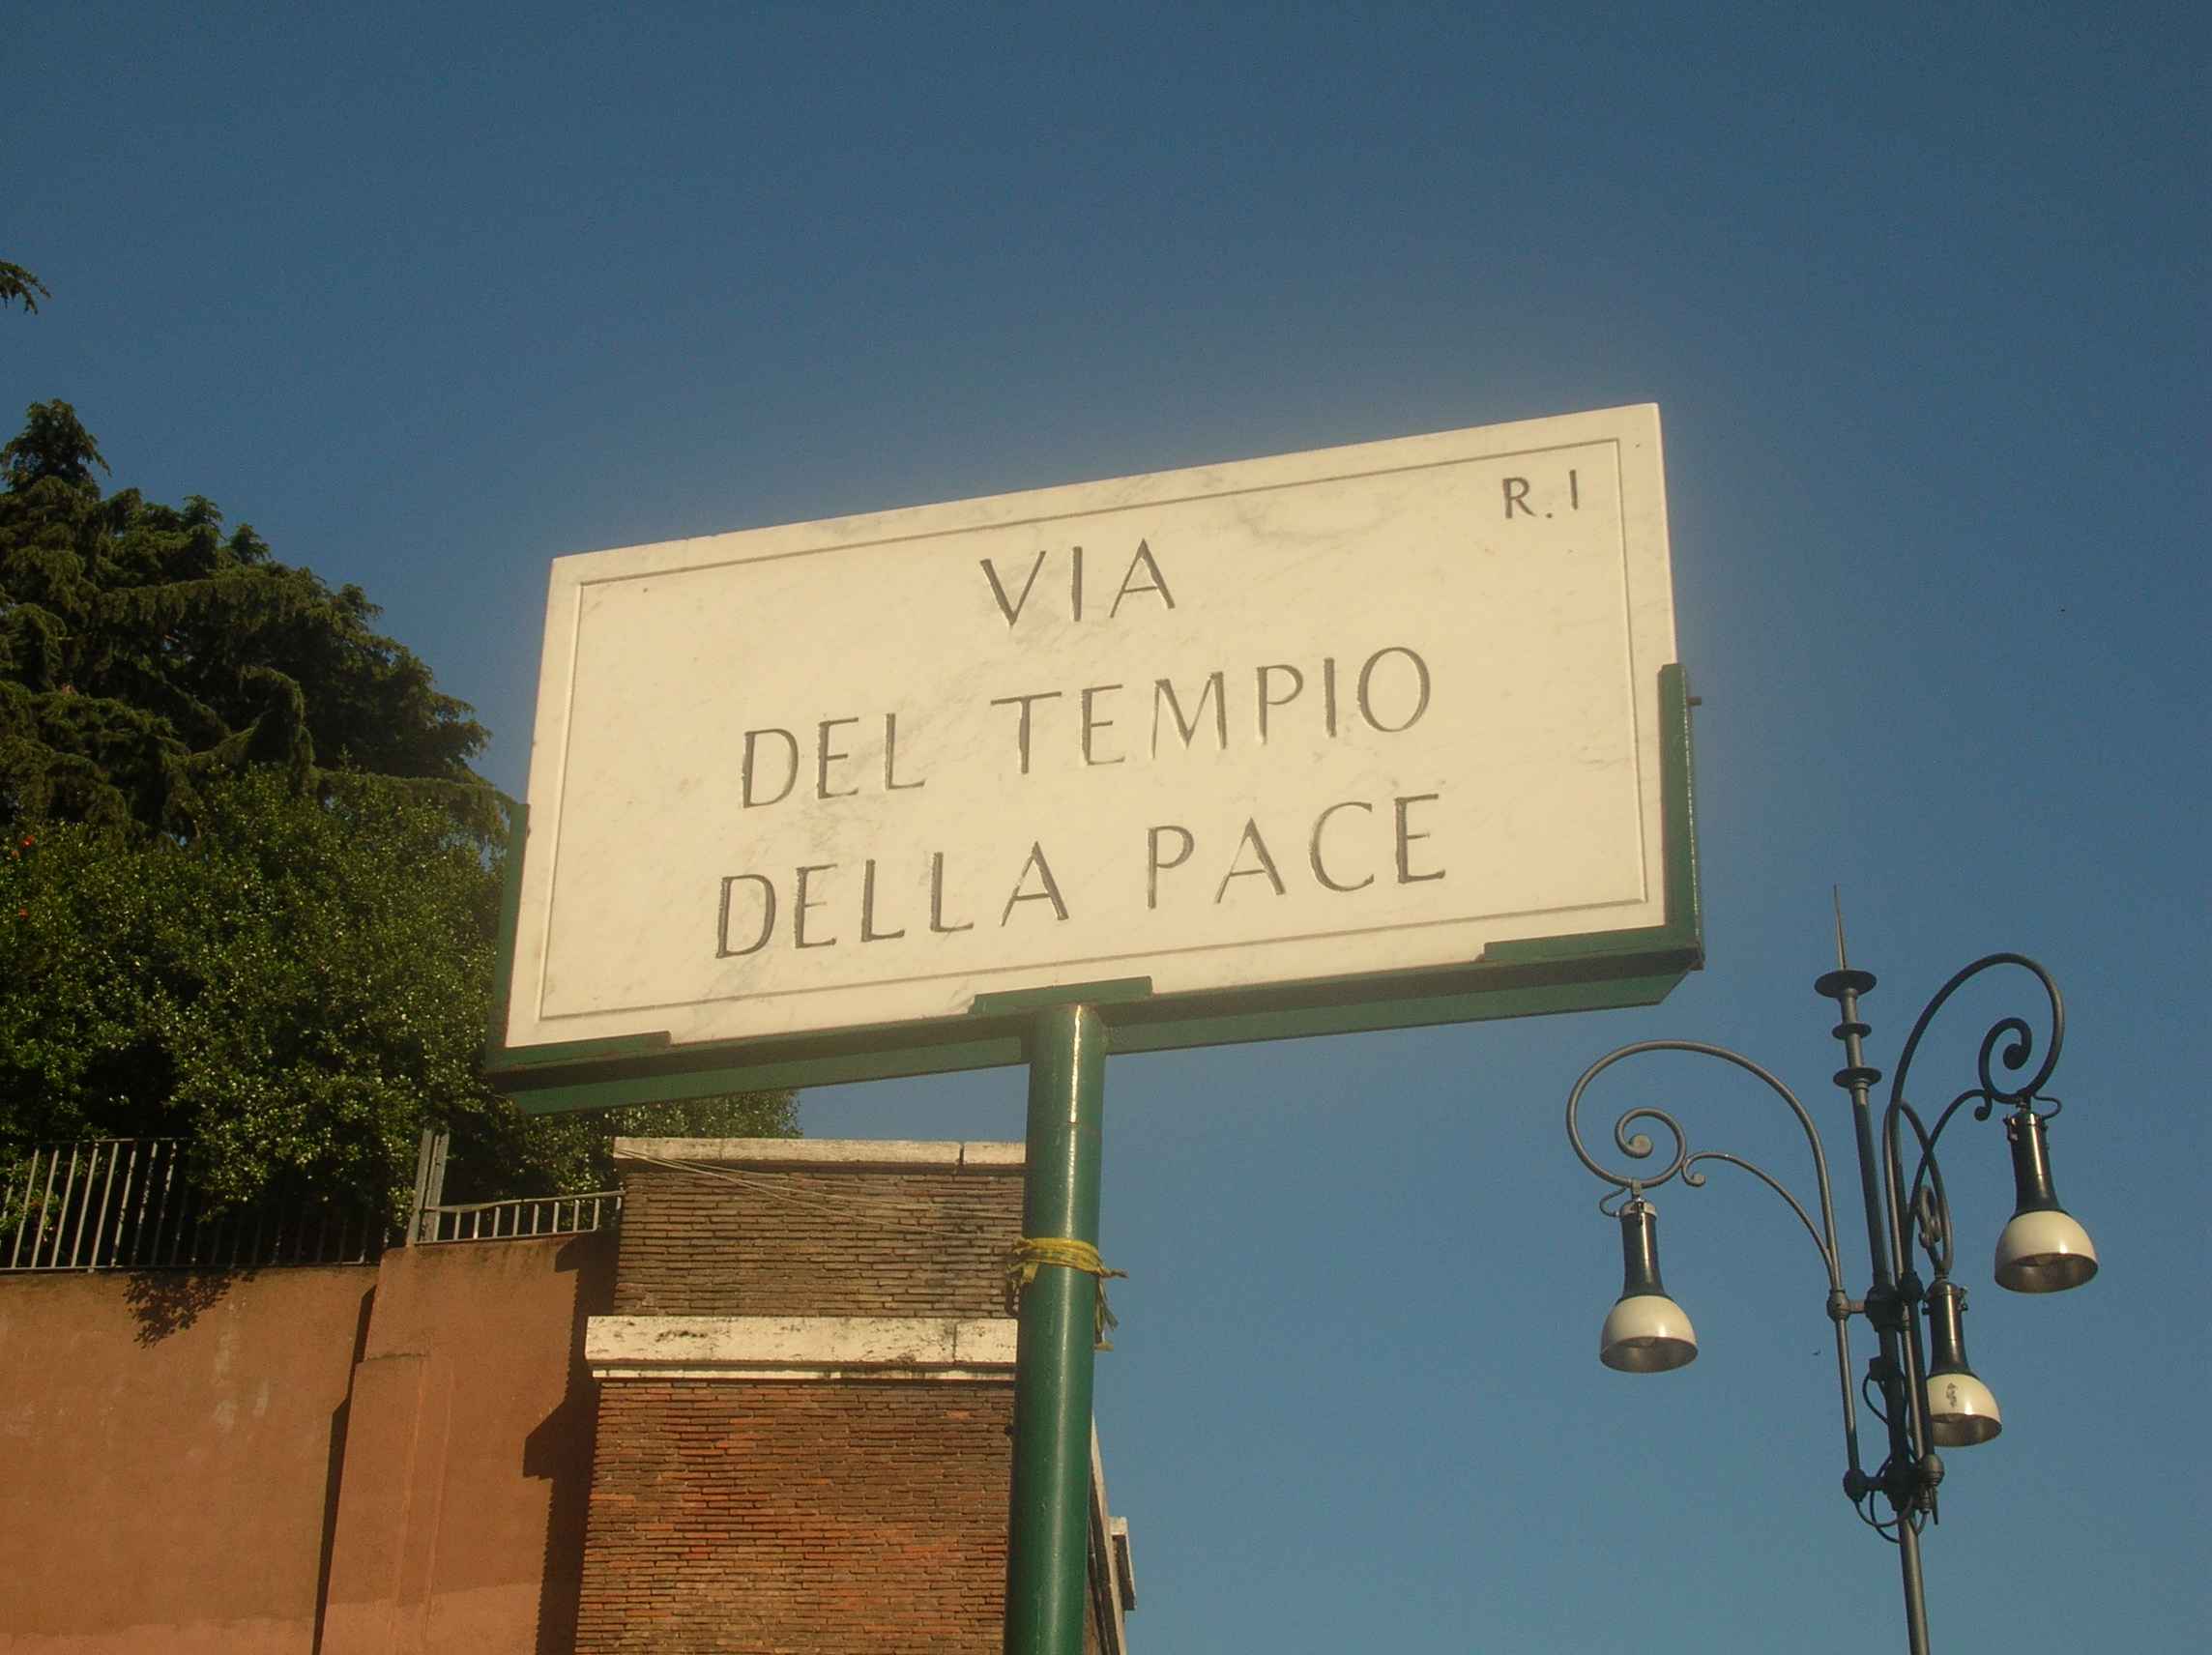 R.I
VIA
DEL TEMPIO
DELLA PACE